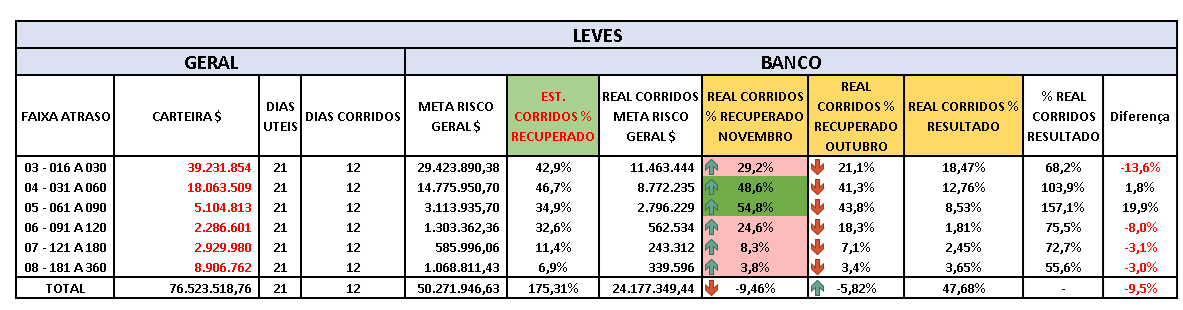 LEVES
GERAL BANCO
FAIXA ATRASO CARTEIRA $ DIAS UTEIS DIAS CORRIDOS META RISCO GERAL $ EST. CORRIDOS % RECUPERADO REAL CORRIDOS META RISCO GERAL $ REAL CORRIDOS % RECUPERADO NOVEMBRO REAL CORRIDOS % RECUPERADO OUTUBRO REAL CORRIDOS % RESULTADO % REAL CORRIDOS RESULTADO Diferença
03 - 016 A 030 39.231.854 21 12 29.423.890,38 42,9% 11.463.444 29,2% 21,1% 18,47% 68,2% -13,6%
04 - 031 A 060 18.063.509 21 12 14.775.950,70 46,7% 8.772.235 48,6% 41,3% 12,76% 103,9% 1,8%
05 - 061 A 090 5.104.813 21 12 3.113.935,70 34,9% 2.796.229 54,8% 43,8% 8,53% 157,1% 19,9%
06 - 091 A 120 2.286.601 21 12 1.303.362,36 32,6% 562.534 24,6% 18,3% 1,81% 75,5% -8,0%
07 - 121 A 180 2.929.980 21 12 585.996,06 11,4% 243.312 8,3% 7,1% 2,45% 72,7% -3,1%
08 - 181 A 360 8.906.762 21 12 1.068.811,43 6,9% 339.596 3,8% 3,4% 3,65% 55,6% -3,0%
TOTAL 76.523.518,76 21 12 50.271.946,63 175,31% 24.177.349,44 -9,46% -5,82% 47,68% - -9,5%